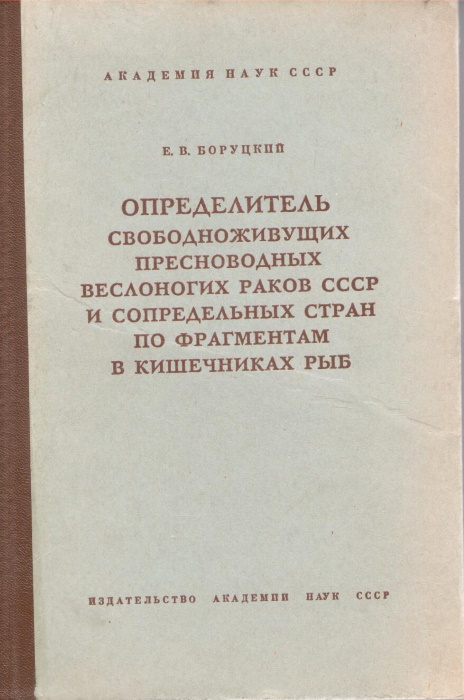 АКАДЕМИЯ НАУК СССР
Е. В. БОРУЦКИЙ
ОПРЕДЕЛИТЕЛЬ
СВОБОДНОЖИВУЩИХ
ПРЕСНОВОДНЫХ
ВЕСЛОНОГИХ РАКОВ СССР
И СОПРЕДЕЛЬНЫХ СТРАН
ПО ФРАГМЕНТАМ
В КИШЕЧНИКАХ РЫБ
ИЗДАТЕЛЬСТВО АКАДЕМИИ НАУК СССР